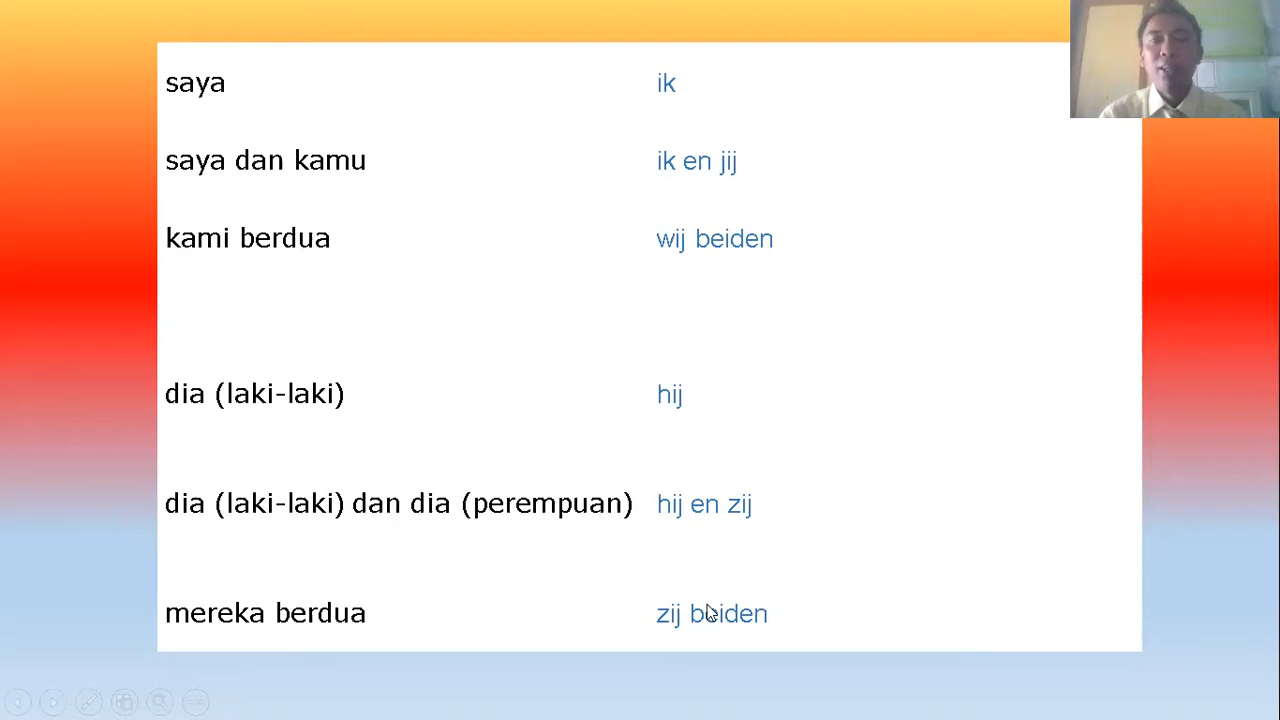 saya ik
saya dan kamu ik en jij
kami berdua wij beiden
dia (laki-laki) hij
dia (laki-laki) dan dia (perempuan) hij en zij
mereka berdua zij beiden